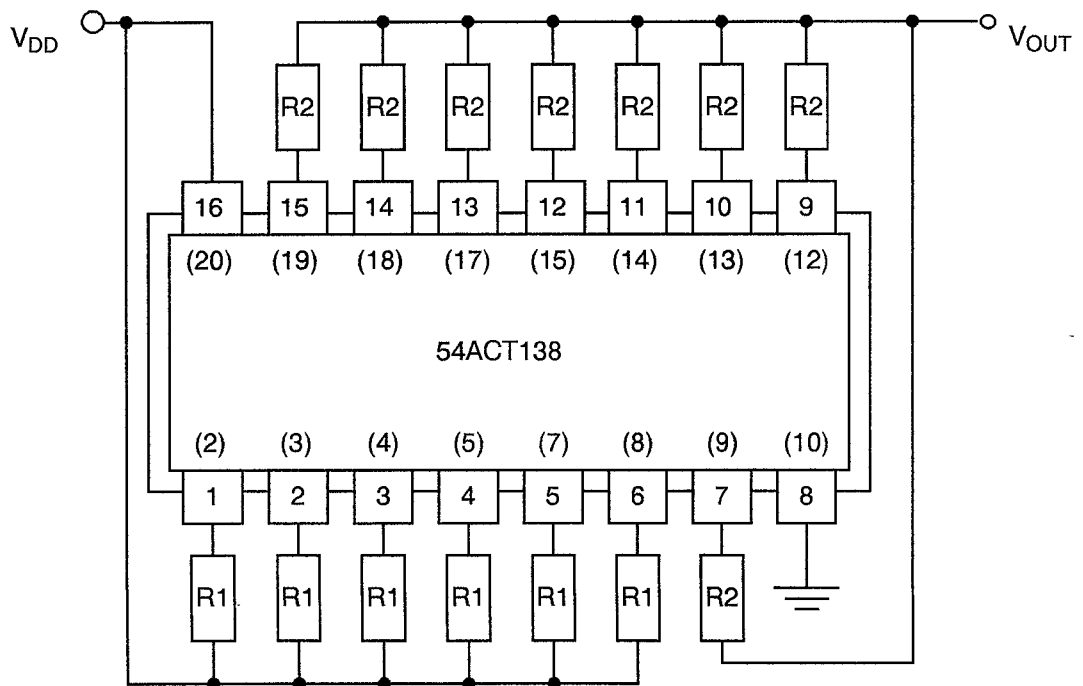 V_DD V_OUT
R2 R2 R2 R2 R2 R2 R2
16 15 14 13 12 11 10 9
(20) (19) (18) (17) (15) (14) (13) (12)
54ACT138
(2) (3) (4) (5) (7) (8) (9) (10)
1 2 3 4 5 6 7 8
R1 R1 R1 R1 R1 R1 R2